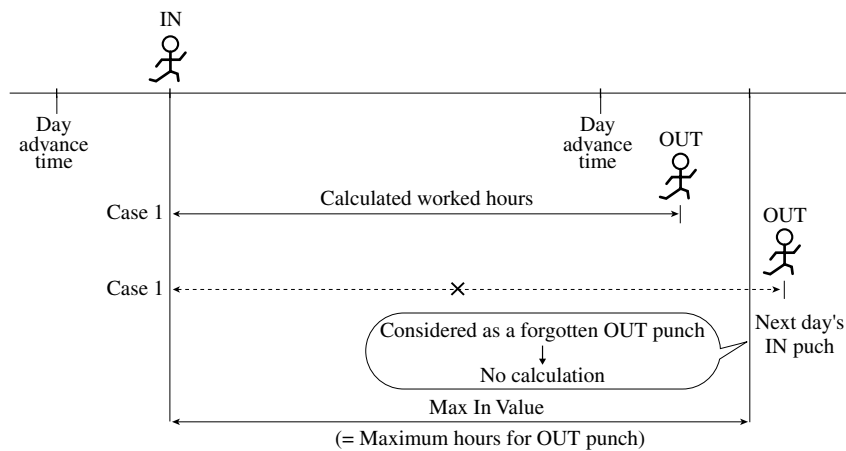 IN
Day
advance
time
Day
advance
time
OUT
Case 1
Calculated worked hours
OUT
Case 1
Considered as a forgotten OUT punch
No calculation
Next day's
IN puch
Max In Value
(= Maximum hours for OUT punch)